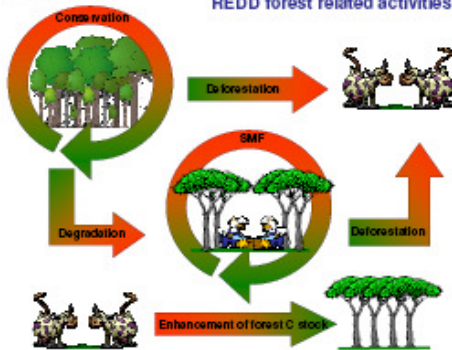 REDD forest related activities
Conservation
Deforestation
SMF
Degradation
Deforestation
Enhancement of forest C stock